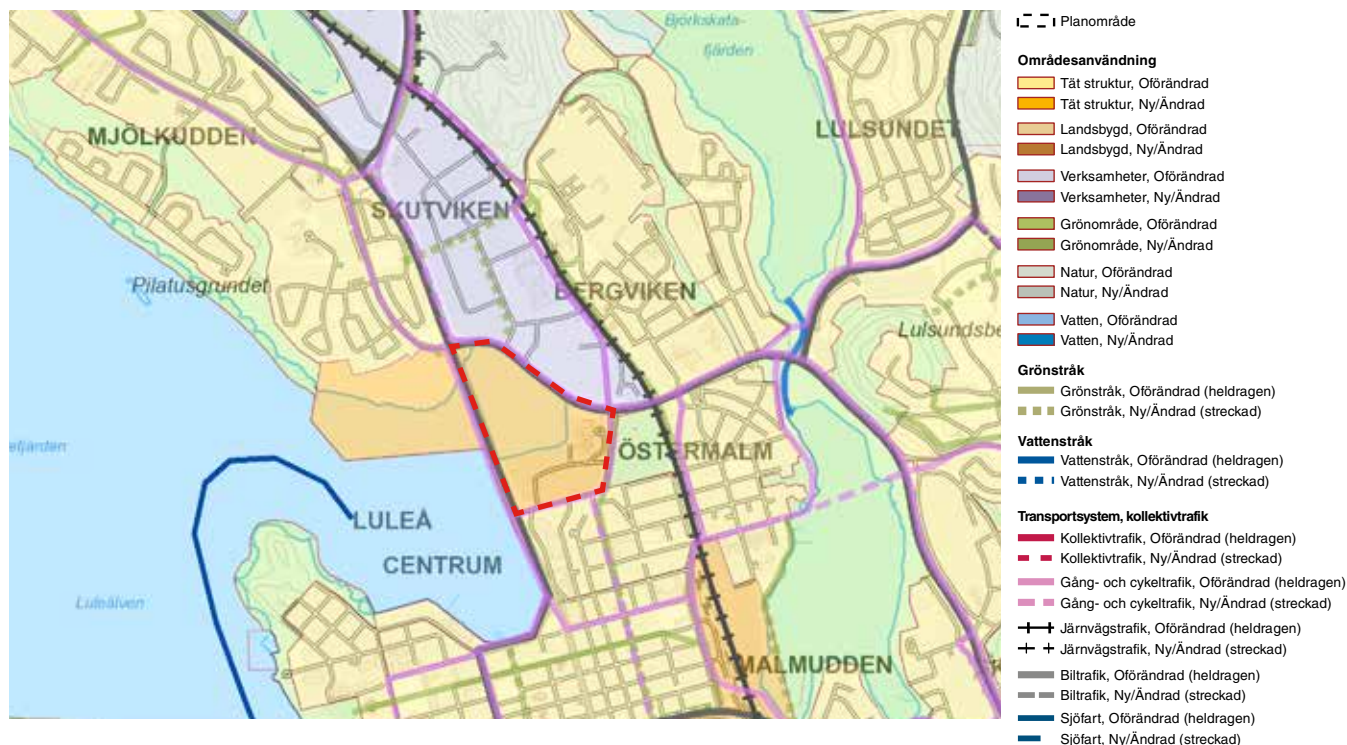 Björkskata-
fjärden
MJÖLKUDDEN
LULSUNDET
SKUTVIKEN
Pilatusgrundet
BERGVIKEN
Lulsundsbe
efjärden
ÖSTERMALM
LULEÅ
CENTRUM
Luleälven
MALMUDDEN
Planområde
Områdesanvändning
Tät struktur, Oförändrad
Tät struktur, Ny/Ändrad
Landsbygd, Oförändrad
Landsbygd, Ny/Ändrad
Verksamheter, Oförändrad
Verksamheter, Ny/Ändrad
Grönområde, Oförändrad
Grönområde, Ny/Ändrad
Natur, Oförändrad
Natur, Ny/Ändrad
Vatten, Oförändrad
Vatten, Ny/Ändrad
Grönstråk
Grönstråk, Oförändrad (heldragen)
Grönstråk, Ny/Ändrad (streckad)
Vattenstråk
Vattenstråk, Oförändrad (heldragen)
Vattenstråk, Ny/Ändrad (streckad)
Transportsystem, kollektivtrafik
Kollektivtrafik, Oförändrad (heldragen)
Kollektivtrafik, Ny/Ändrad (streckad)
Gång- och cykeltrafik, Oförändrad (heldragen)
Gång- och cykeltrafik, Ny/Ändrad (streckad)
Järnvägstrafik, Oförändrad (heldragen)
Järnvägstrafik, Ny/Ändrad (streckad)
Biltrafik, Oförändrad (heldragen)
Biltrafik, Ny/Ändrad (streckad)
Sjöfart, Oförändrad (heldragen)
Sjöfart, Ny/Ändrad (streckad)